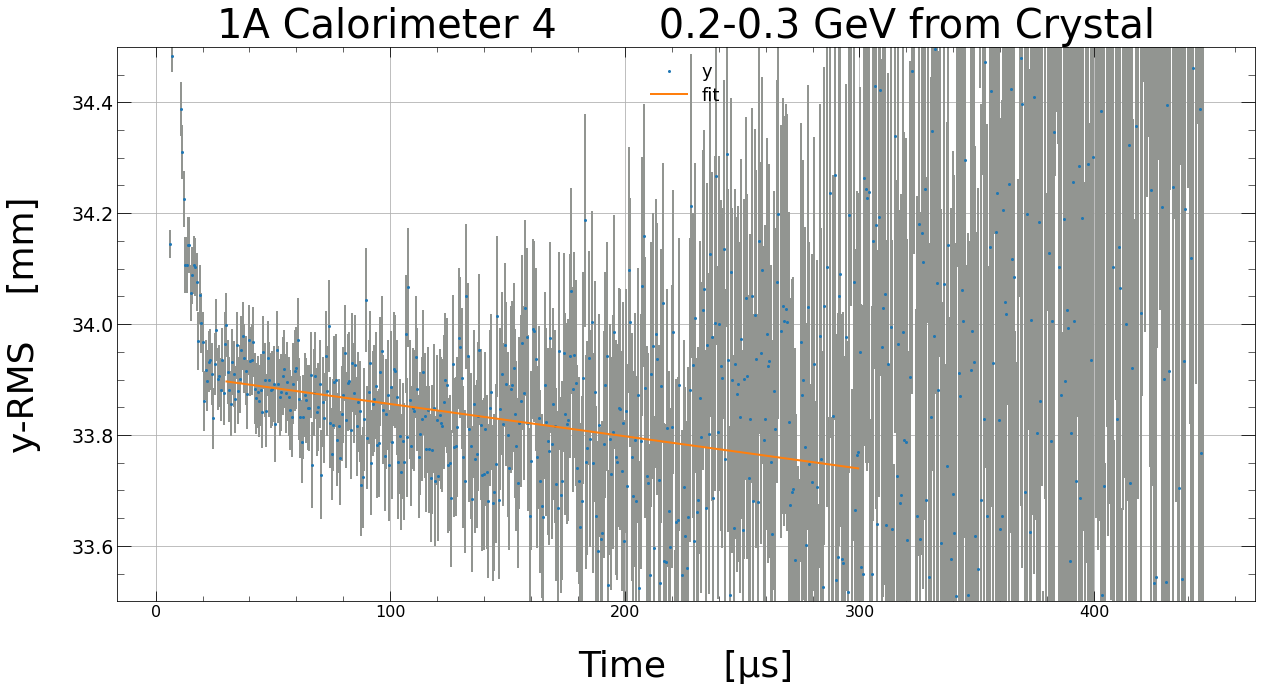 1A Calorimeter 4 0.2-0.3 GeV from Crystal
y
fit
y-RMS [mm]
34.4
34.2
34.0
33.8
33.6
0 100 200 300 400
Time [µs]